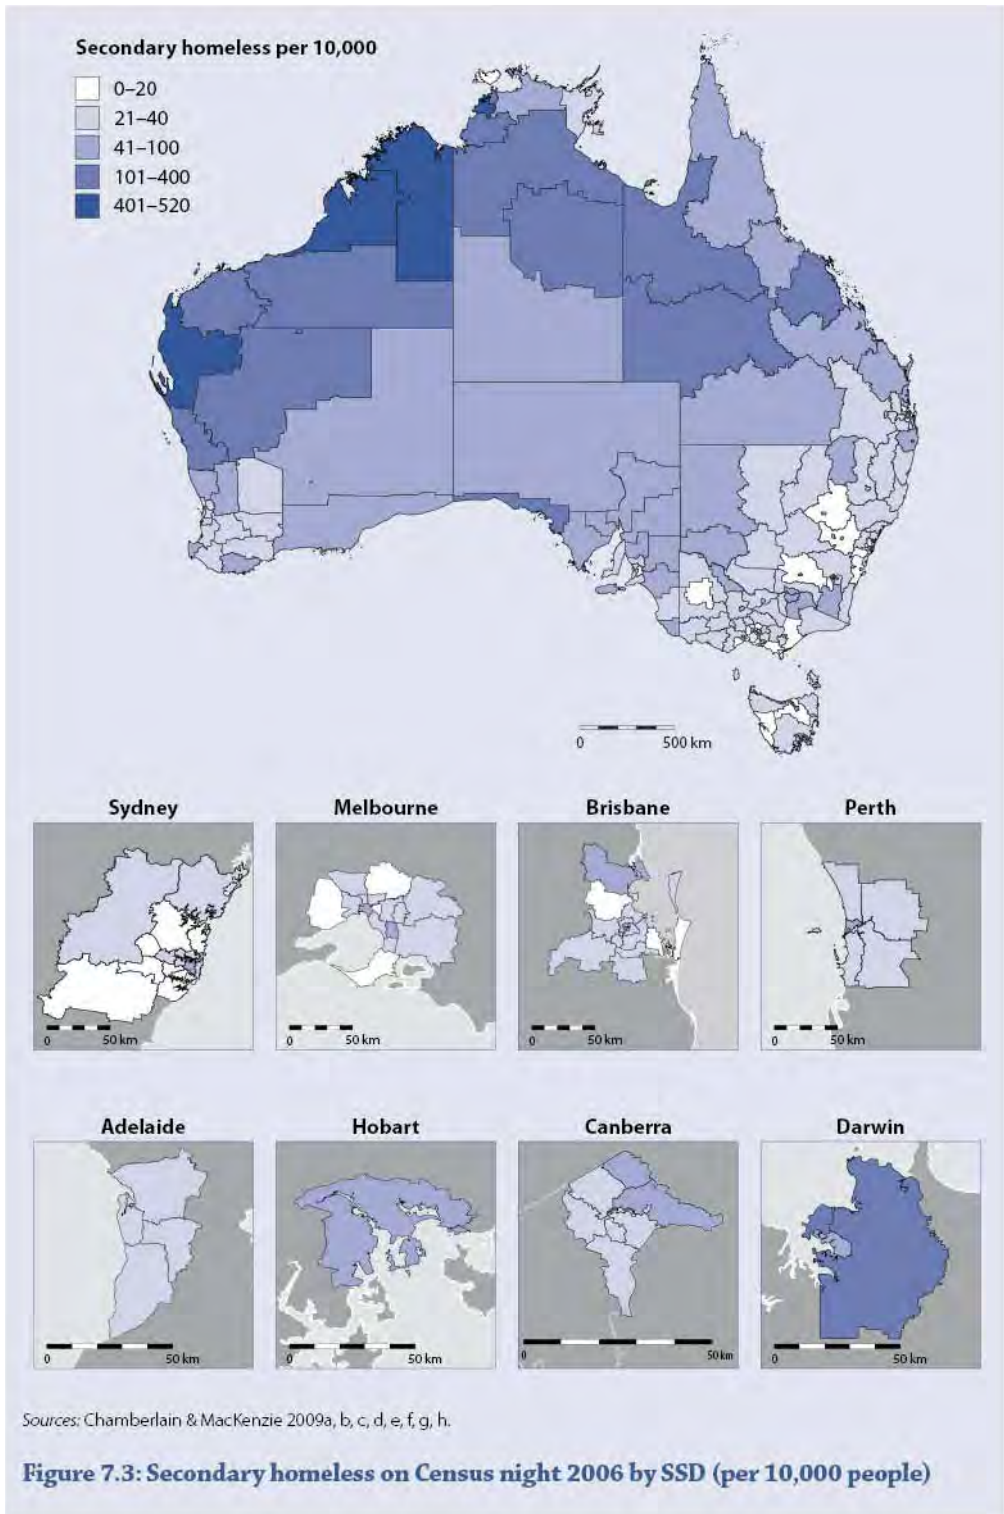 Secondary homeless per 10,000
0–20
21–40
41–100
101–400
401–520
0 500 km
Sydney
Melbourne
Brisbane
Perth
0 50 km
0 50 km
0 50 km
0 50 km
Adelaide
Hobart
Canberra
Darwin
0 50 km
0 50 km
0 50 km
0 50 km
Sources: Chamberlain & MacKenzie 2009a, b, c, d, e, f, g, h.
Figure 7.3: Secondary homeless on Census night 2006 by SSD (per 10,000 people)